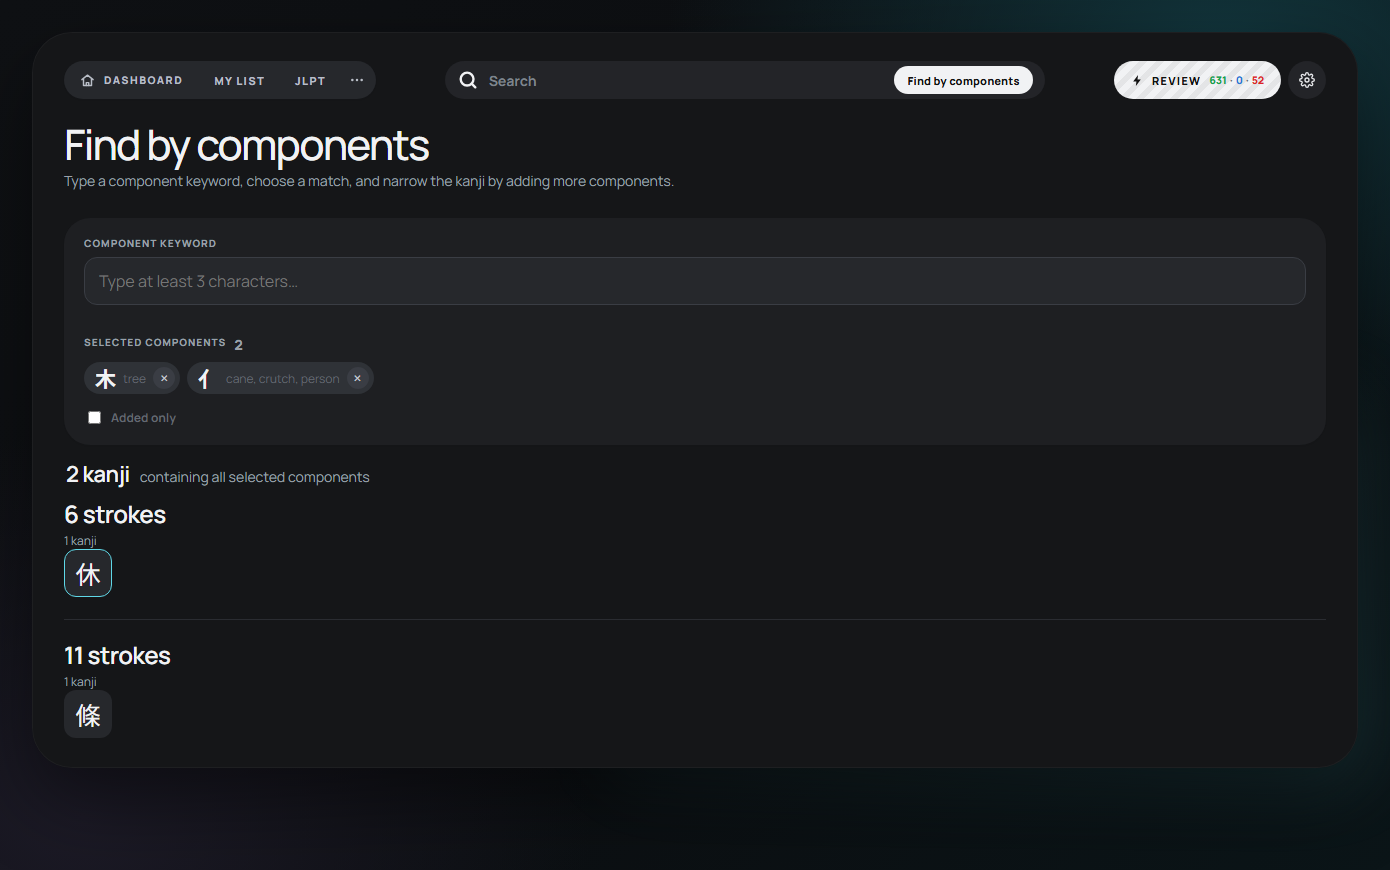 DASHBOARD MY LIST JLPT ··· Search Find by components REVIEW 631 · 0 · 52
Find by components
Type a component keyword, choose a match, and narrow the kanji by adding more components.
COMPONENT KEYWORD
Type at least 3 characters...
SELECTED COMPONENTS 2
木 tree × 亻 cane, crutch, person ×
Added only
2 kanji containing all selected components
6 strokes
1 kanji
休
11 strokes
1 kanji
條